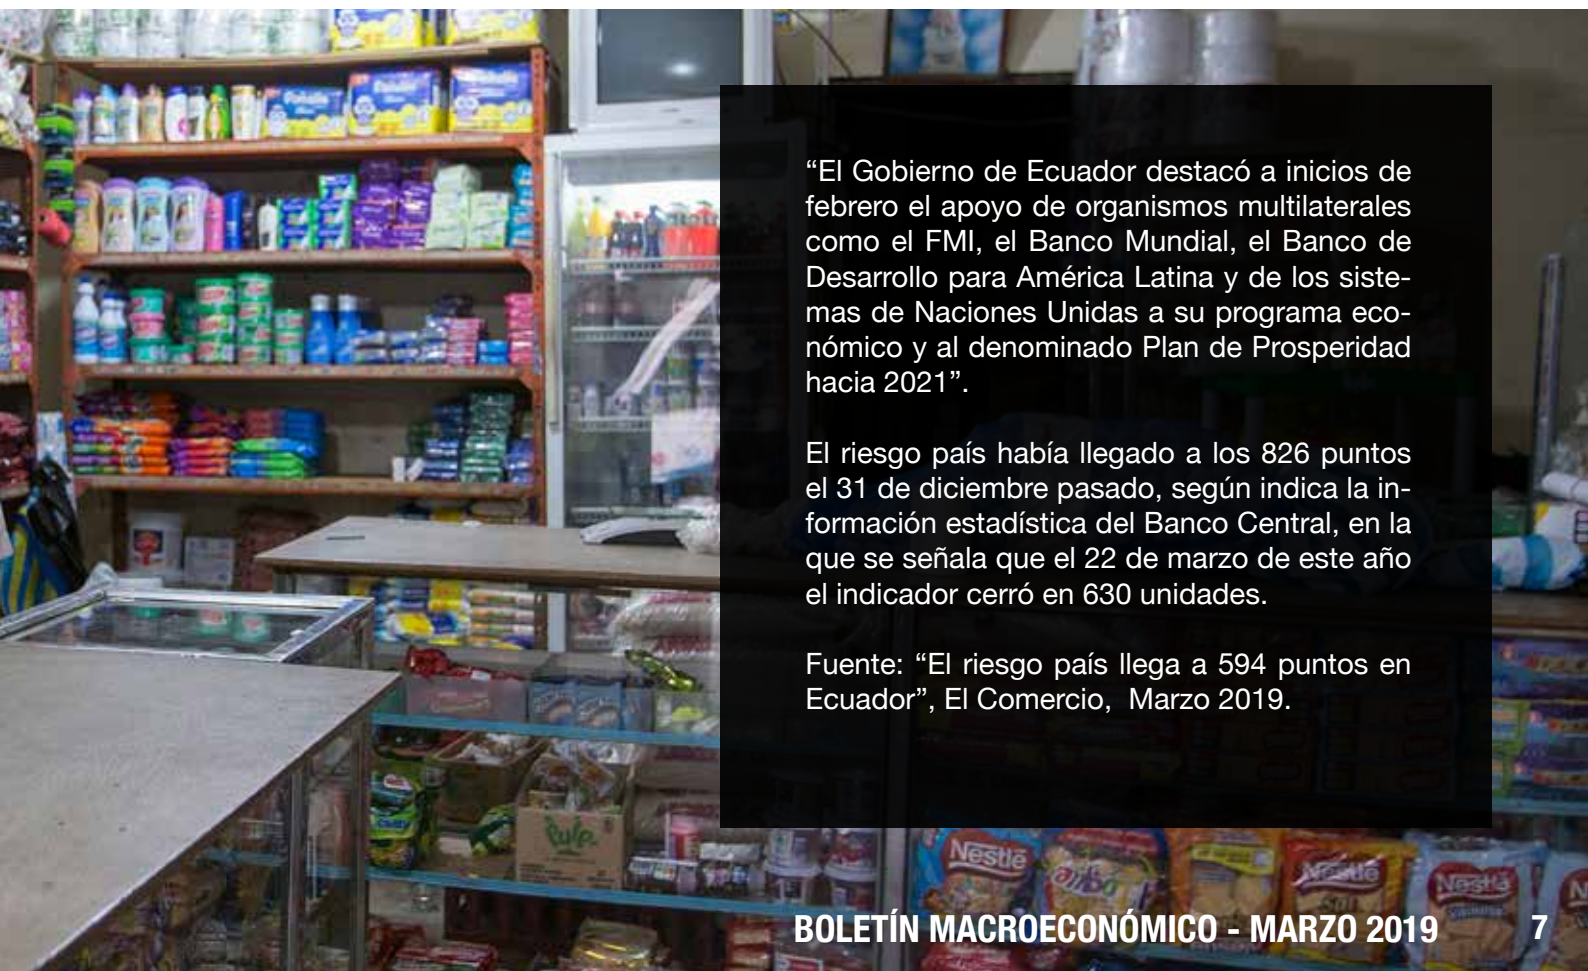 “El Gobierno de Ecuador destacó a inicios de
febrero el apoyo de organismos multilaterales
como el FMI, el Banco Mundial, el Banco de
Desarrollo para América Latina y de los siste-
mas de Naciones Unidas a su programa eco-
nómico y al denominado Plan de Prosperidad
hacia 2021”.
El riesgo país había llegado a los 826 puntos
el 31 de diciembre pasado, según indica la in-
formación estadística del Banco Central, en la
que se señala que el 22 de marzo de este año
el indicador cerró en 630 unidades.
Fuente: “El riesgo país llega a 594 puntos en
Ecuador”, El Comercio, Marzo 2019.
Nestlé
Nestlé
Nestlé
BOLETÍN MACROECONÓMICO - MARZO 2019 7